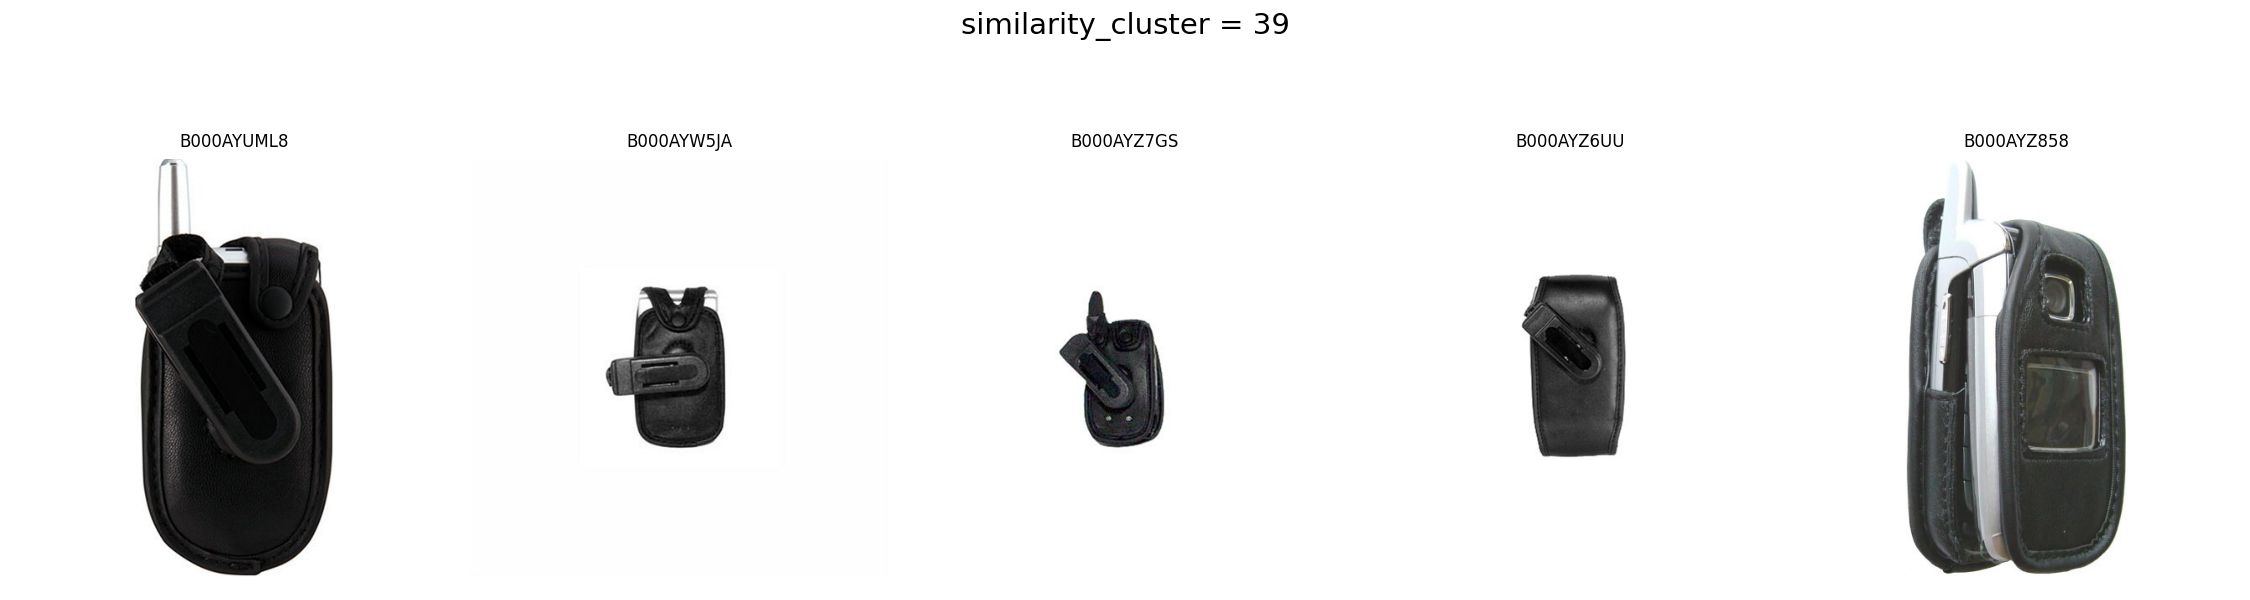 similarity_cluster = 39
B000AYUML8
B000AYW5JA
B000AYZ7GS
B000AYZ6UU
B000AYZ858